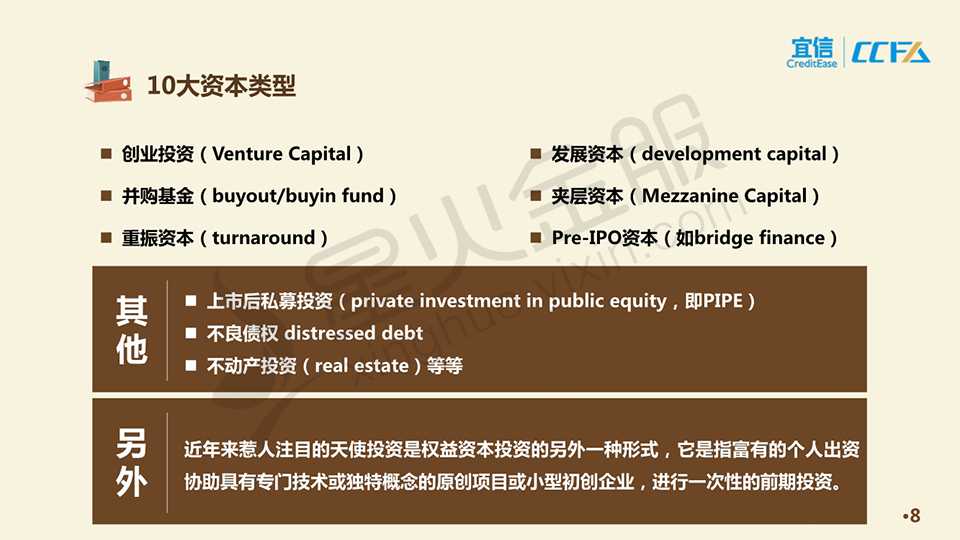 宜信
CreditEase
CCFA
10大资本类型
■ 创业投资（Venture Capital）
■ 发展资本（development capital）
■ 并购基金（buyout/buyin fund）
■ 夹层资本（Mezzanine Capital）
■ 重振资本（turnaround）
■ Pre-IPO资本（如bridge finance）
其他
■ 上市后私募投资（private investment in public equity，即PIPE）
■ 不良债权 distressed debt
■ 不动产投资（real estate）等等
另外
近年来惹人注目的天使投资是权益资本投资的另外一种形式，它是指富有的个人出资
协助具有专门技术或独特概念的原创项目或小型初创企业，进行一次性的前期投资。
星火金服
xinghuo.yixin.com
•8